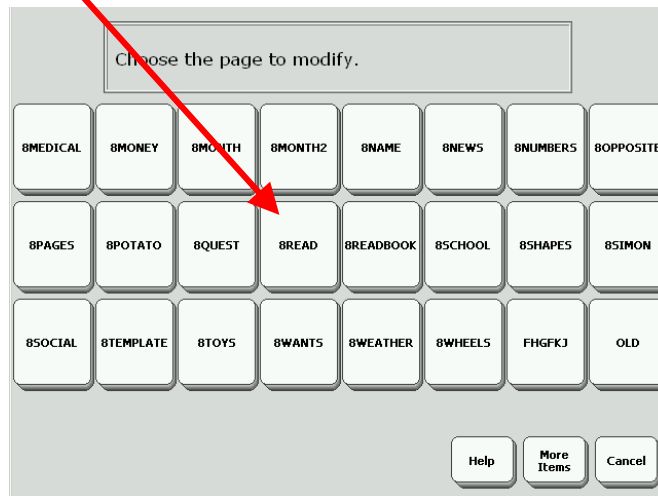 Choose the page to modify.
8MEDICAL 8MONEY 8MONTH 8MONTH2 8NAME 8NEWS 8NUMBERS 8OPPOSITE
8PAGES 8POTATO 8QUEST 8READ 8READBOOK 8SCHOOL 8SHAPES 8SIMON
8SOCIAL 8TEMPLATE 8TOYS 8WANTS 8WEATHER 8WHEELS FHGFKJ OLD
Help More Items Cancel